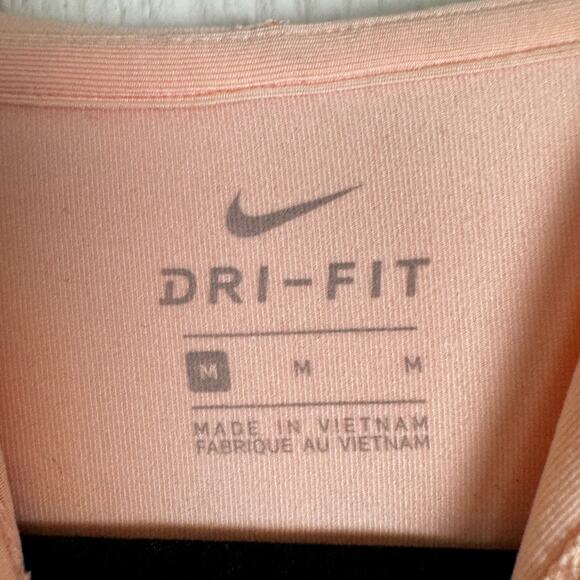 DRI-FIT
M M M
MADE IN VIETNAM
FABRIQUE AU VIETNAM